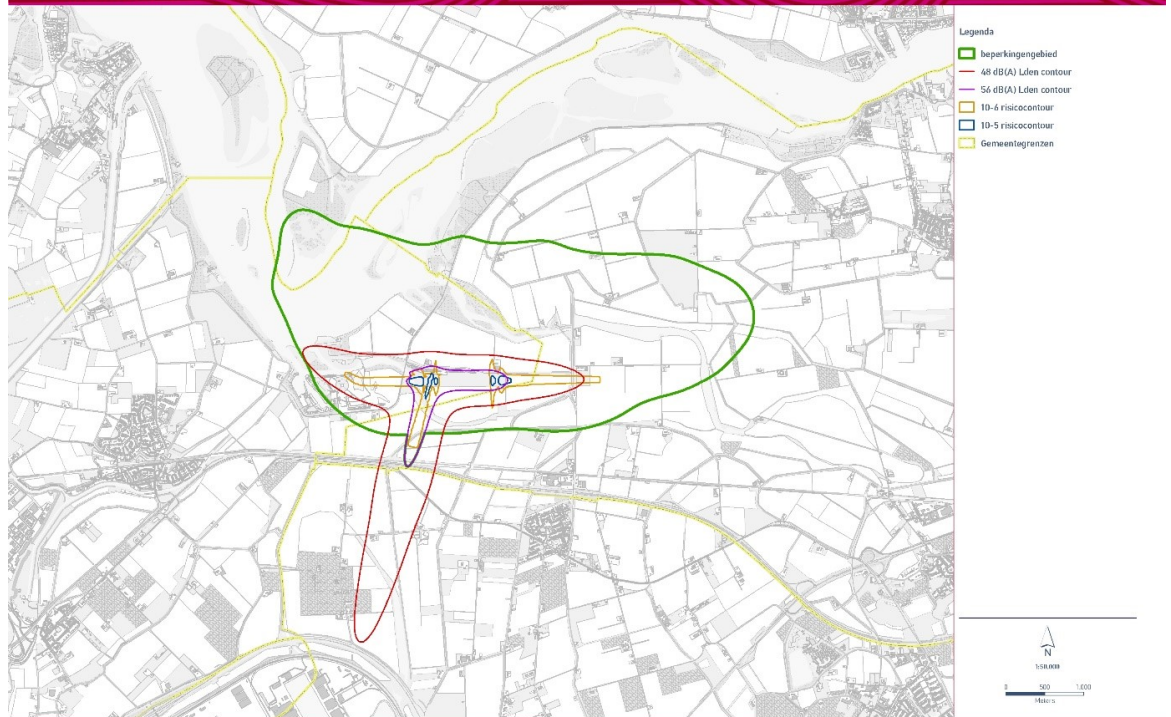 Legenda
beperkingengebied
48 dB(A) Lden contour
56 dB(A) Lden contour
10-6 risicocontour
10-5 risicocontour
Gemeentegrenzen
N
0 500 1.000
Meters